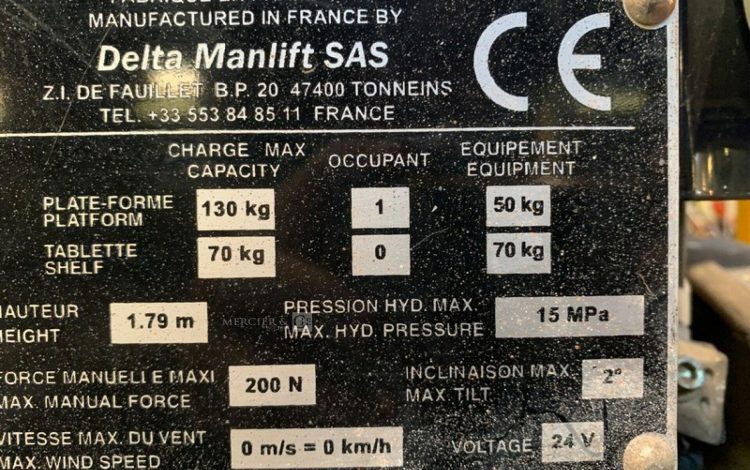 MANUFACTURED IN FRANCE BY
Delta Manlift SAS
Z.I. DE FAUILLET B.P. 20 47400 TONNEINS
TEL. +33 553 84 85 11 FRANCE
CE
CHARGE MAX
CAPACITY
OCCUPANT
EQUIPEMENT
EQUIPMENT
PLATE-FORME
PLATFORM
130 kg
1
50 kg
TABLETTE
SHELF
70 kg
0
70 kg
HAUTEUR
HEIGHT
1.79 m
PRESSION HYD. MAX.
MAX. HYD. PRESSURE
15 MPa
FORCE MANUELLE MAXI
MAX. MANUAL FORCE
200 N
INCLINAISON MAX.
MAX. TILT
2°
VITESSE MAX. DU VENT
MAX. WIND SPEED
0 m/s = 0 km/h
VOLTAGE
24 V